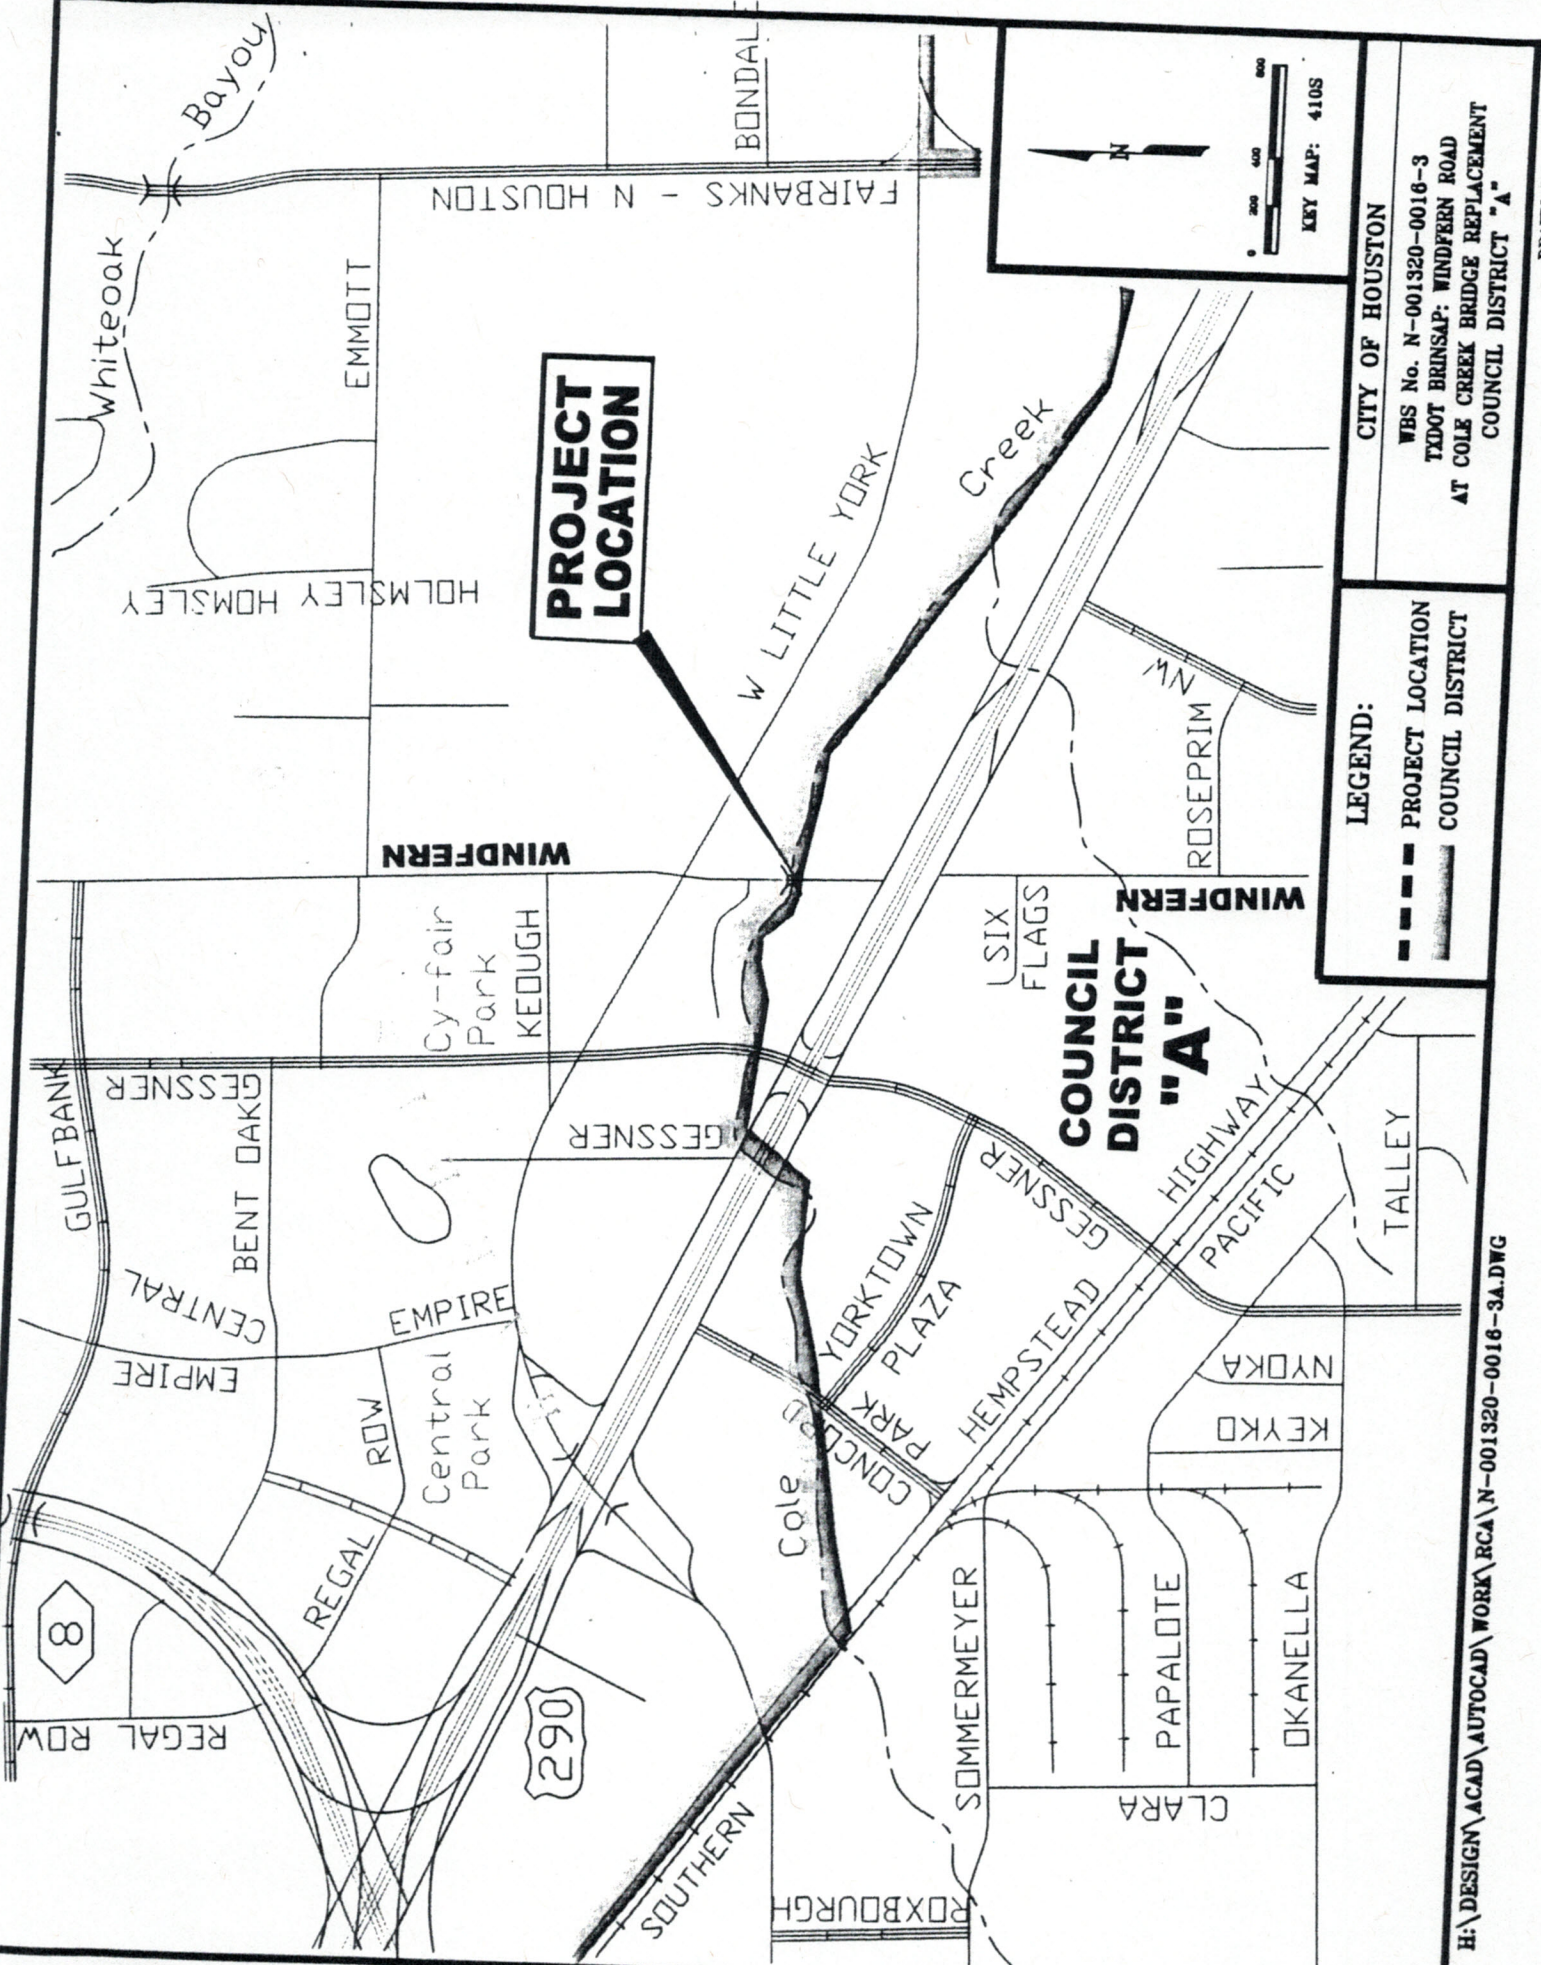 Whiteoak
Bayou
BONDALE
FAIRBANKS - N HOUSTON
EMMOTT
HOLMSLEY HOMSLEY
PROJECT
LOCATION
W LITTLE YORK
Creek
WINDFERN
Cy-fair
Park
KEOUGH
GULFBANK
GESSNER
BENT OAK
GESSNER
CENTRAL
EMPIRE
EMPIRE
Central
Park
ROW
REGAL
8
REGAL ROW
290
Cole
CONCORD
PARK
PLAZA
YORKTOWN
GESSNER
HEMPSTEAD
HIGHWAY
SOUTHERN
PACIFIC
SIX
FLAGS
WINDFERN
ROSEPRIM
NW
COUNCIL
DISTRICT
"A"
TALLEY
NYOKA
KEYKO
SOMMERMEYER
PAPALOTE
OKANELLA
CLARA
ROXBOURGH
N
0 200 400 800
KEY MAP: 410S
LEGEND:
PROJECT LOCATION
COUNCIL DISTRICT
CITY OF HOUSTON
WBS No. N-001320-0016-3
TXDOT BRINSAP: WINDFERN ROAD
AT COLE CREEK BRIDGE REPLACEMENT
COUNCIL DISTRICT "A"
H:\DESIGN\ACAD\AUTOCAD\WORK\RCA\N-001320-0016-3A.DWG